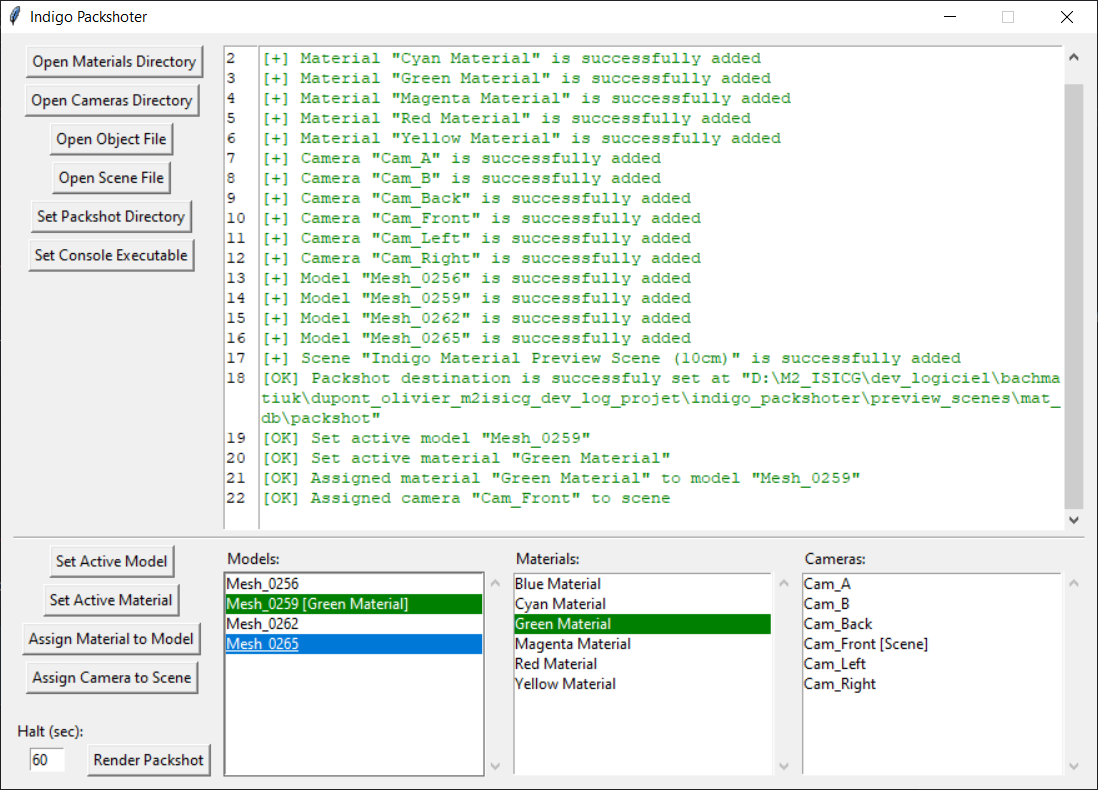 Indigo Packshoter
Open Materials Directory
Open Cameras Directory
Open Object File
Open Scene File
Set Packshot Directory
Set Console Executable
2 [+] Material "Cyan Material" is successfully added
3 [+] Material "Green Material" is successfully added
4 [+] Material "Magenta Material" is successfully added
5 [+] Material "Red Material" is successfully added
6 [+] Material "Yellow Material" is successfully added
7 [+] Camera "Cam_A" is successfully added
8 [+] Camera "Cam_B" is successfully added
9 [+] Camera "Cam_Back" is successfully added
10 [+] Camera "Cam_Front" is successfully added
11 [+] Camera "Cam_Left" is successfully added
12 [+] Camera "Cam_Right" is successfully added
13 [+] Model "Mesh_0256" is successfully added
14 [+] Model "Mesh_0259" is successfully added
15 [+] Model "Mesh_0262" is successfully added
16 [+] Model "Mesh_0265" is successfully added
17 [+] Scene "Indigo Material Preview Scene (10cm)" is successfully added
18 [OK] Packshot destination is successfuly set at "D:\M2_ISICG\dev_logiciel\bachma
tiuk\dupont_olivier_m2isicg_dev_log_projet\indigo_packshoter\preview_scenes\mat_
db\packshot"
19 [OK] Set active model "Mesh_0259"
20 [OK] Set active material "Green Material"
21 [OK] Assigned material "Green Material" to model "Mesh_0259"
22 [OK] Assigned camera "Cam_Front" to scene
Set Active Model
Set Active Material
Assign Material to Model
Assign Camera to Scene
Halt (sec):
60
Render Packshot
Models:
Mesh_0256
Mesh_0259 [Green Material]
Mesh_0262
Mesh_0265
Materials:
Blue Material
Cyan Material
Green Material
Magenta Material
Red Material
Yellow Material
Cameras:
Cam_A
Cam_B
Cam_Back
Cam_Front [Scene]
Cam_Left
Cam_Right